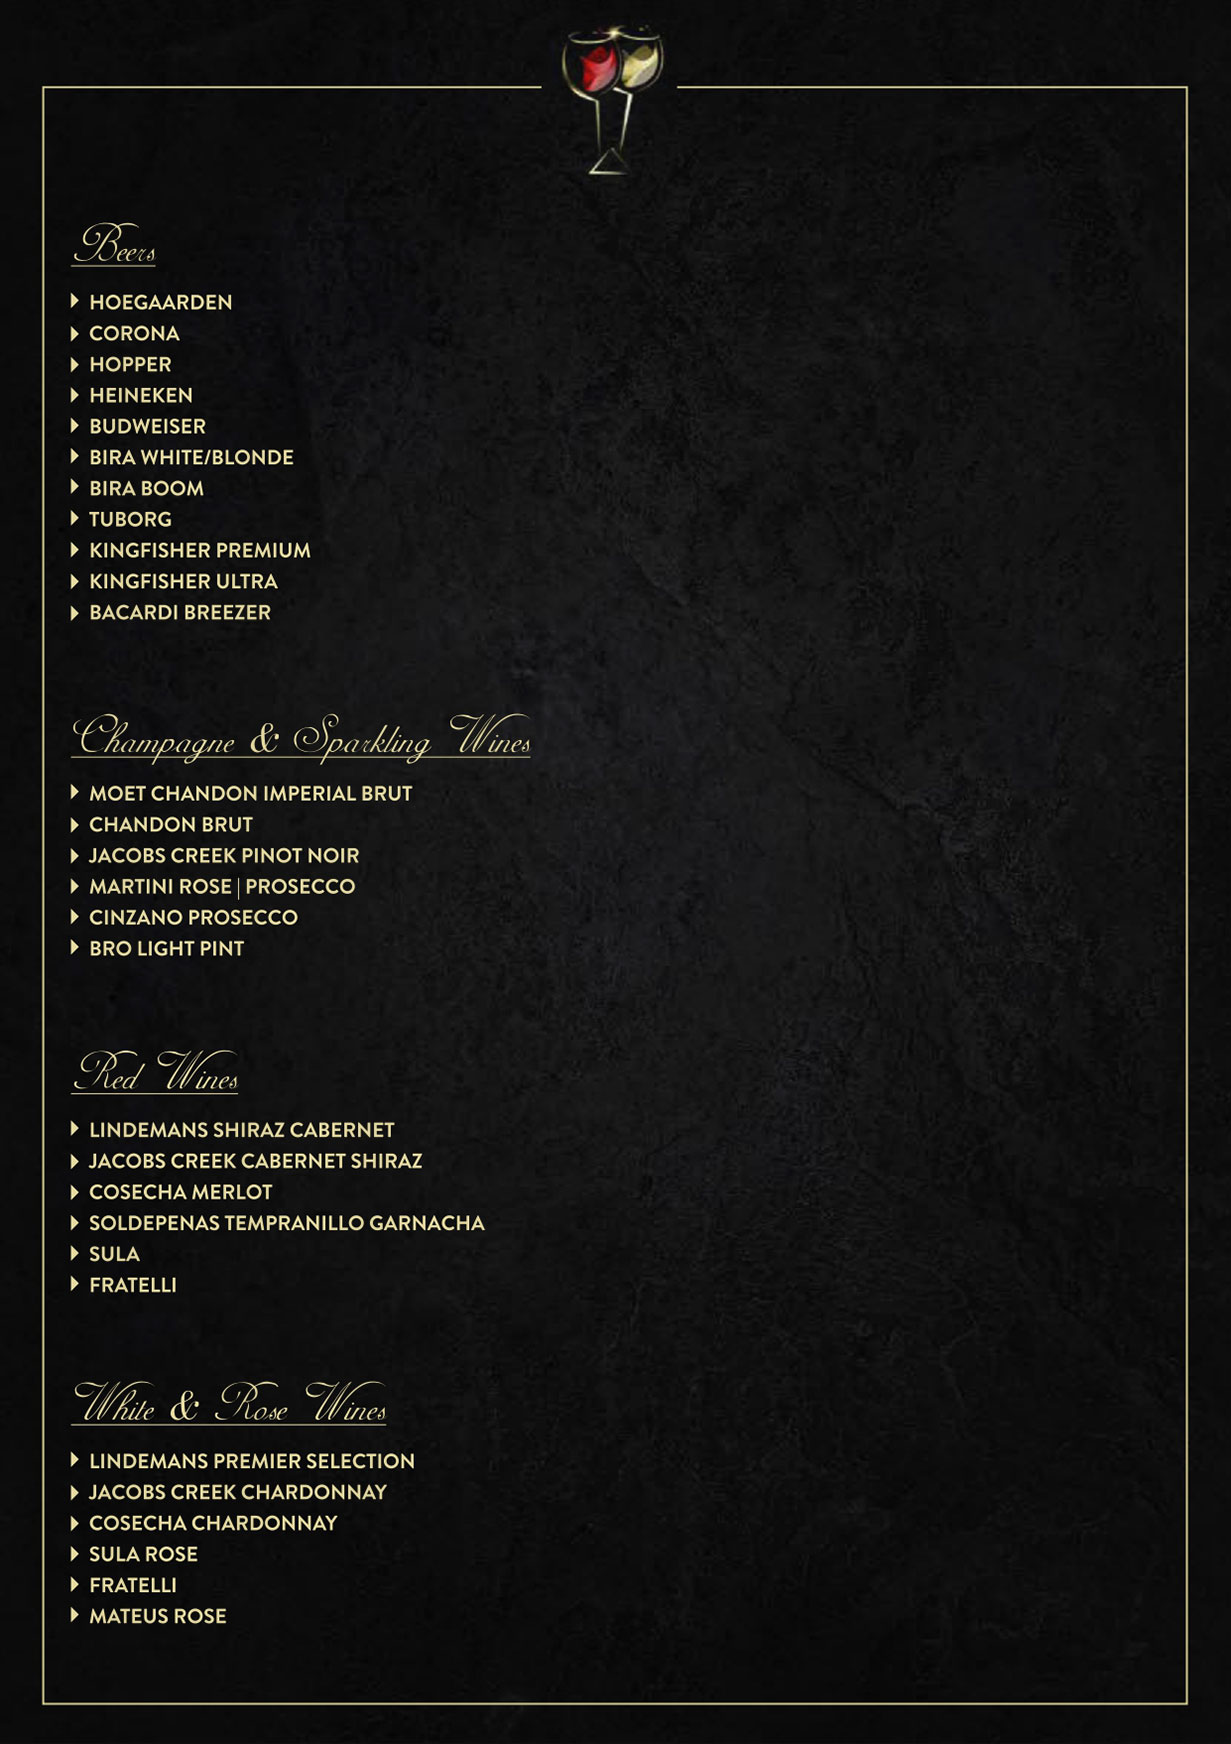 Beers
HOEGAARDEN
CORONA
HOPPER
HEINEKEN
BUDWEISER
BIRA WHITE/BLONDE
BIRA BOOM
TUBORG
KINGFISHER PREMIUM
KINGFISHER ULTRA
BACARDI BREEZER
Champagne & Sparkling Wines
MOET CHANDON IMPERIAL BRUT
CHANDON BRUT
JACOBS CREEK PINOT NOIR
MARTINI ROSE | PROSECCO
CINZANO PROSECCO
BRO LIGHT PINT
Red Wines
LINDEMANS SHIRAZ CABERNET
JACOBS CREEK CABERNET SHIRAZ
COSECHA MERLOT
SOLDEPENAS TEMPRANILLO GARNACHA
SULA
FRATELLI
White & Rose Wines
LINDEMANS PREMIER SELECTION
JACOBS CREEK CHARDONNAY
COSECHA CHARDONNAY
SULA ROSE
FRATELLI
MATEUS ROSE